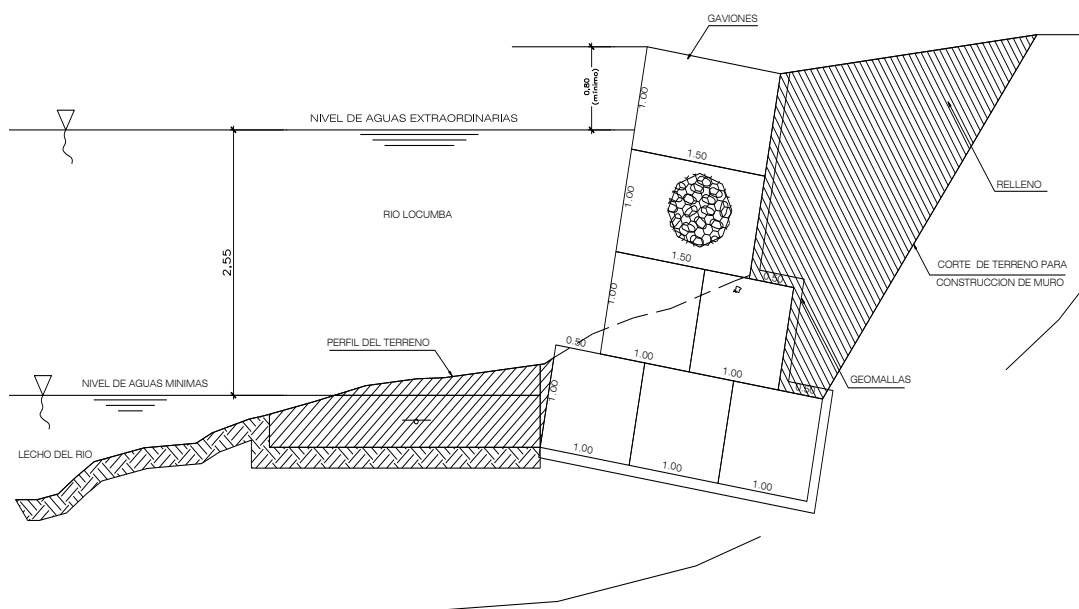 GAVIONES
0,80
(mínimo)
1.00
NIVEL DE AGUAS EXTRAORDINARIAS
1.50
1.00
RELLENO
RIO LOCUMBA
2,55
1.50
0.50
CORTE DE TERRENO PARA
CONSTRUCCION DE MURO
1.00
PERFIL DEL TERRENO
0.50
1.00
1.00
0.50
GEOMALLAS
NIVEL DE AGUAS MINIMAS
1.00
LECHO DEL RIO
1.00
1.00
1.00